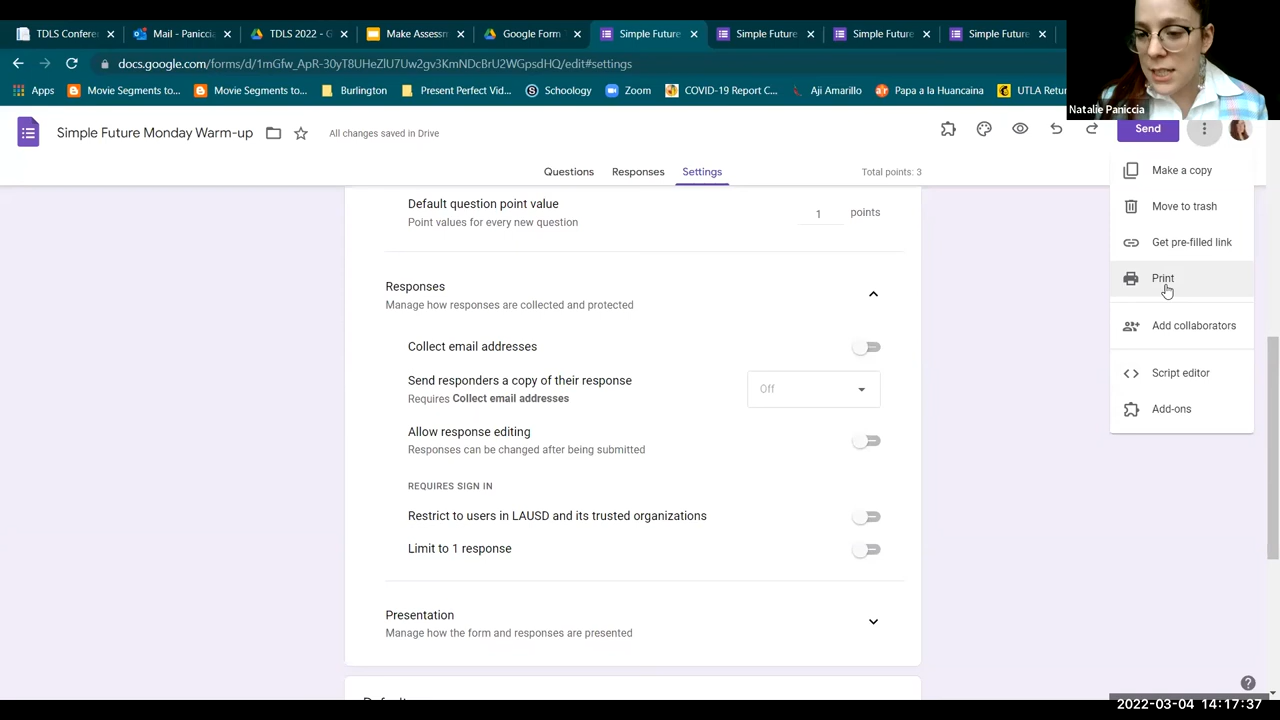 TDLS Conferen
Mail - Paniccia
TDLS 2022 - G
Make Assessm
Google Form
Simple Future
Simple Future
Simple Future
Simple Future
docs.google.com/forms/d/
/edit#settings
Apps
Movie Segments to...
Movie Segments to...
Burlington
Present Perfect Vid...
Schoology
Zoom
COVID-19 Report C...
Aji Amarillo
Papa a la Huancaina
UTLA Retu
Natalie Paniccia
Simple Future Monday Warm-up
All changes saved in Drive
Send
Questions
Responses
Settings
Total points: 3
Make a copy
Move to trash
Get pre-filled link
Print
Add collaborators
Script editor
Add-ons
Default question point value
Point values for every new question
1
points
Responses
Manage how responses are collected and protected
Collect email addresses
Send responders a copy of their response
Requires Collect email addresses
Off
Allow response editing
Responses can be changed after being submitted
REQUIRES SIGN IN
Restrict to users in LAUSD and its trusted organizations
Limit to 1 response
Presentation
Manage how the form and responses are presented
2022-03-04 14:17:37